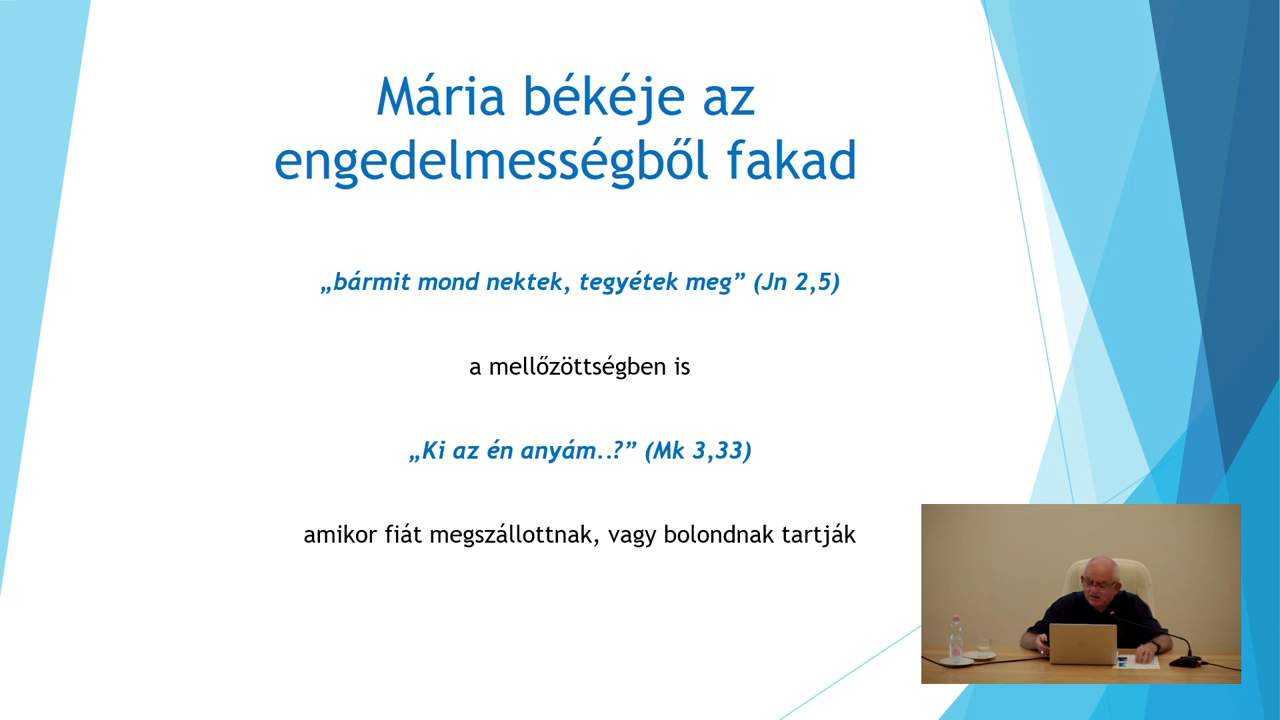 Mária békéje az
engedelmességből fakad
„bármit mond nektek, tegyétek meg” (Jn 2,5)
a mellőzöttségben is
„Ki az én anyám..?” (Mk 3,33)
amikor fiát megszállottnak, vagy bolondnak tartják